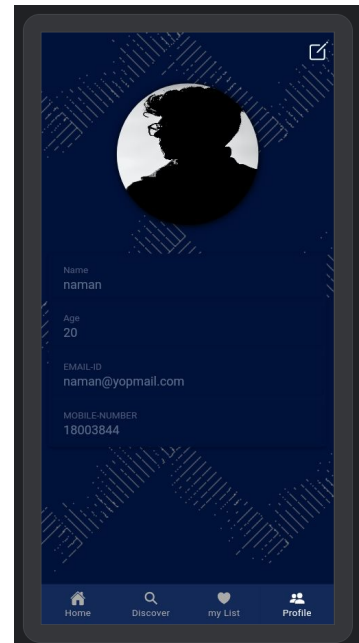 Name
naman
Age
20
EMAIL-ID
naman@yopmail.com
MOBILE-NUMBER
18003844
Home Discover my List Profile